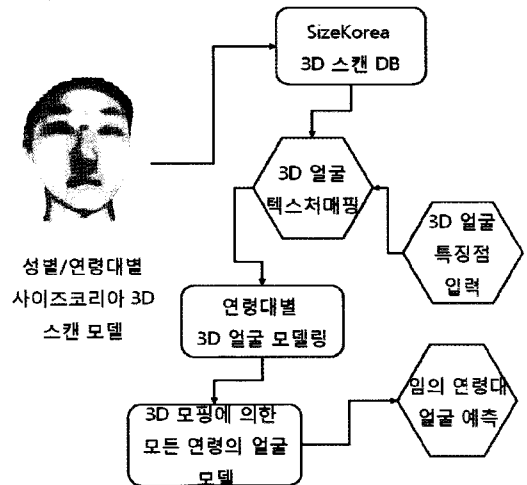 SizeKorea
3D 스캔 DB
3D 얼굴
텍스처매핑
3D 얼굴
특징점
입력
성별/연령대별
사이즈코리아 3D
스캔 모델
연령대별
3D 얼굴 모델링
3D 모핑에 의한
모든 연령의 얼굴
모델
임의 연령대
얼굴 예측